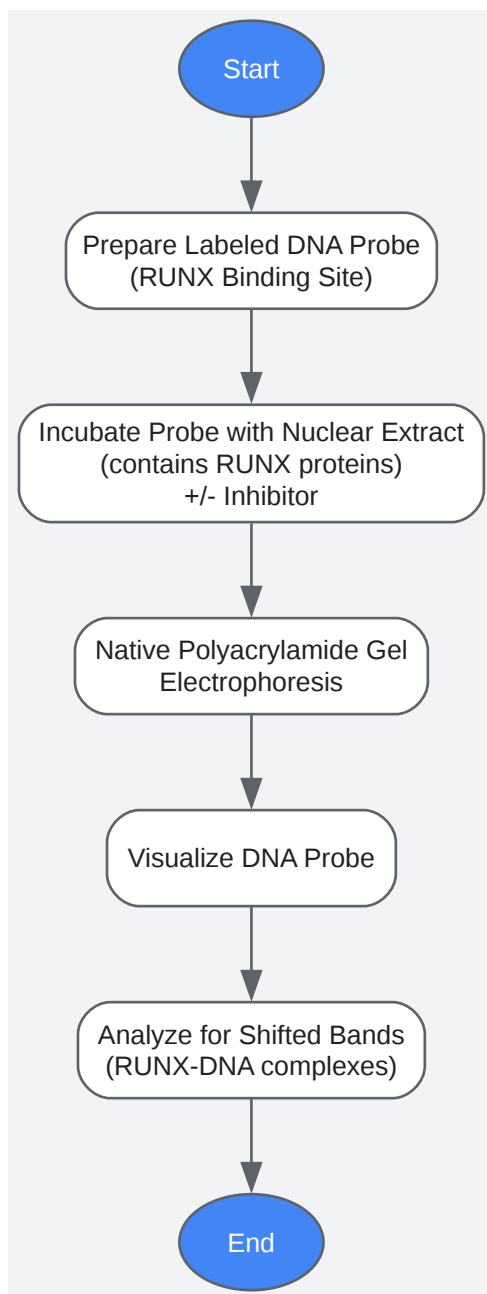 Start
Prepare Labeled DNA Probe
(RUNX Binding Site)
Incubate Probe with Nuclear Extract
(contains RUNX proteins)
+/- Inhibitor
Native Polyacrylamide Gel
Electrophoresis
Visualize DNA Probe
Analyze for Shifted Bands
(RUNX-DNA complexes)
End